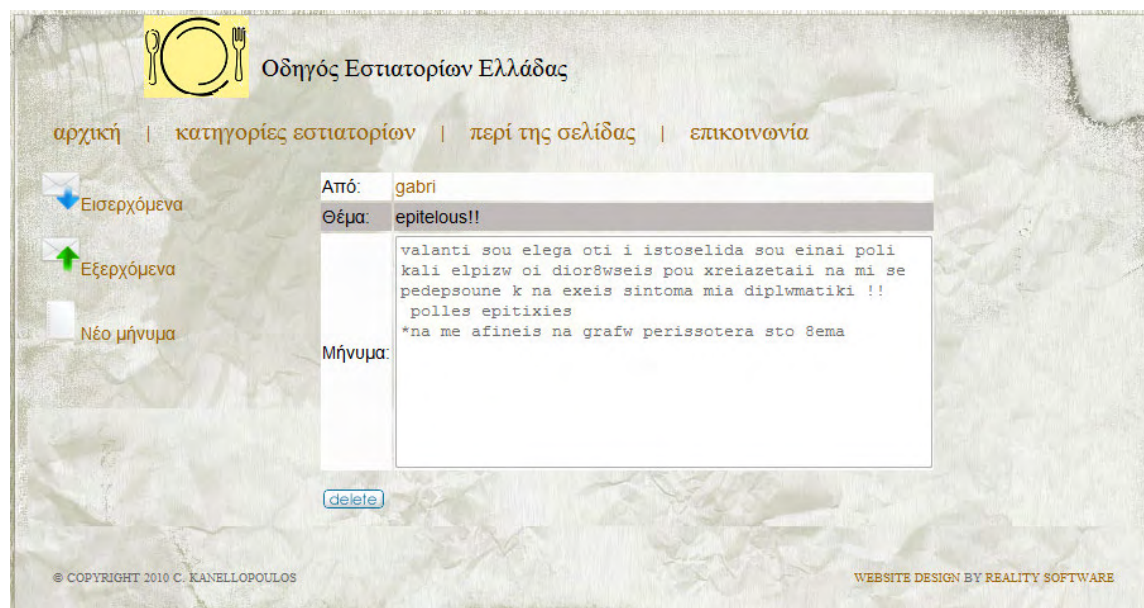 Οδηγός Εστιατορίων Ελλάδας
αρχική | κατηγορίες εστιατορίων | περί της σελίδας | επικοινωνία
Εισερχόμενα
Εξερχόμενα
Νέο μήνυμα
Από: gabri
Θέμα: epitelous!!
Μήνυμα:
valanti sou elega oti i istoselida sou einai poli
kali elpizw oi dior8wseis pou xreiazetaii na mi se
pedepsoune k na exeis sintoma mia diplwmatiki !!
polles epitixies
*na me afineis na grafw perissotera sto 8ema
delete
© COPYRIGHT 2010 C. KANELLOPOULOS
WEBSITE DESIGN BY REALITY SOFTWARE